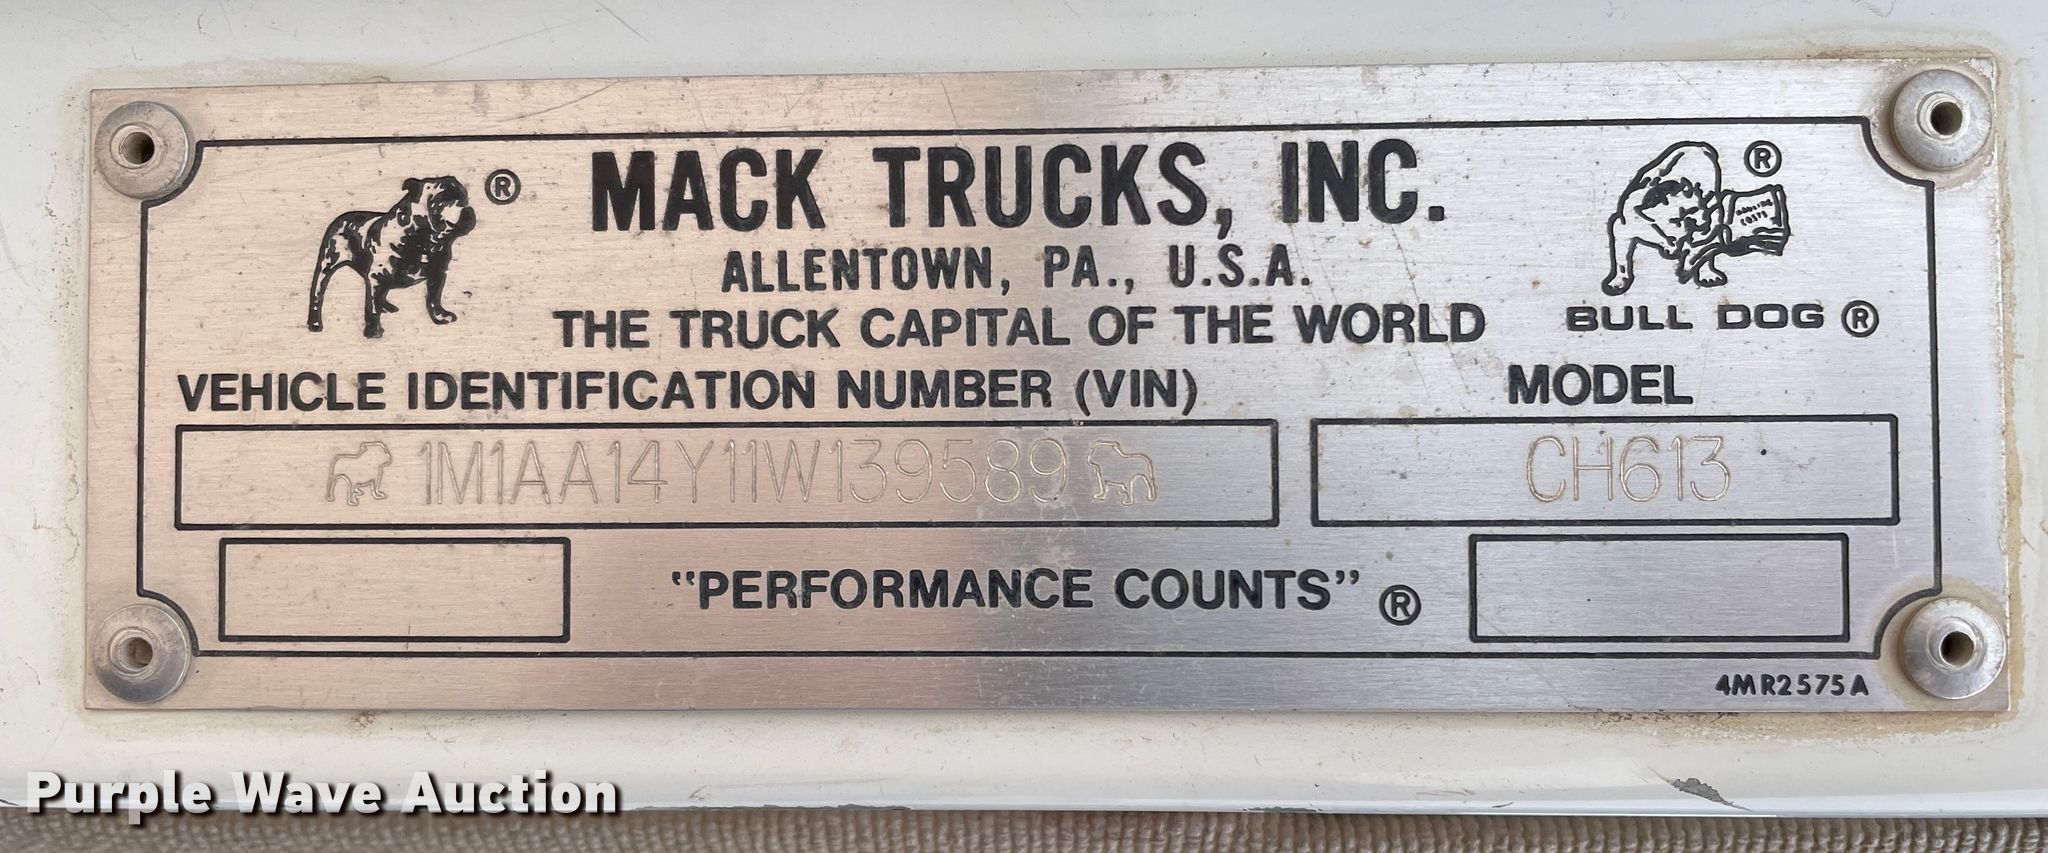 MACK TRUCKS, INC.
ALLENTOWN, PA., U.S.A.
THE TRUCK CAPITAL OF THE WORLD
®
®
BULL DOG ®
VEHICLE IDENTIFICATION NUMBER (VIN)
MODEL
1M1AA14Y11W139589
CH613
"PERFORMANCE COUNTS" ®
4MR2575A
Purple Wave Auction